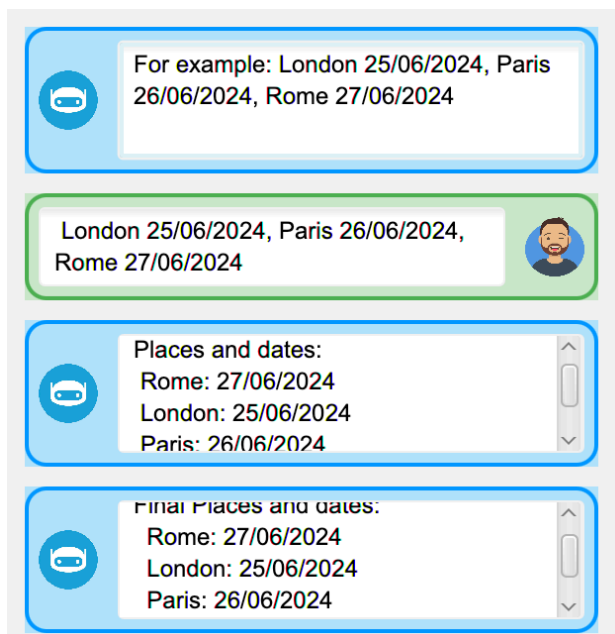 For example: London 25/06/2024, Paris
26/06/2024, Rome 27/06/2024
London 25/06/2024, Paris 26/06/2024,
Rome 27/06/2024
Places and dates:
Rome: 27/06/2024
London: 25/06/2024
Paris: 26/06/2024
Final Places and dates:
Rome: 27/06/2024
London: 25/06/2024
Paris: 26/06/2024